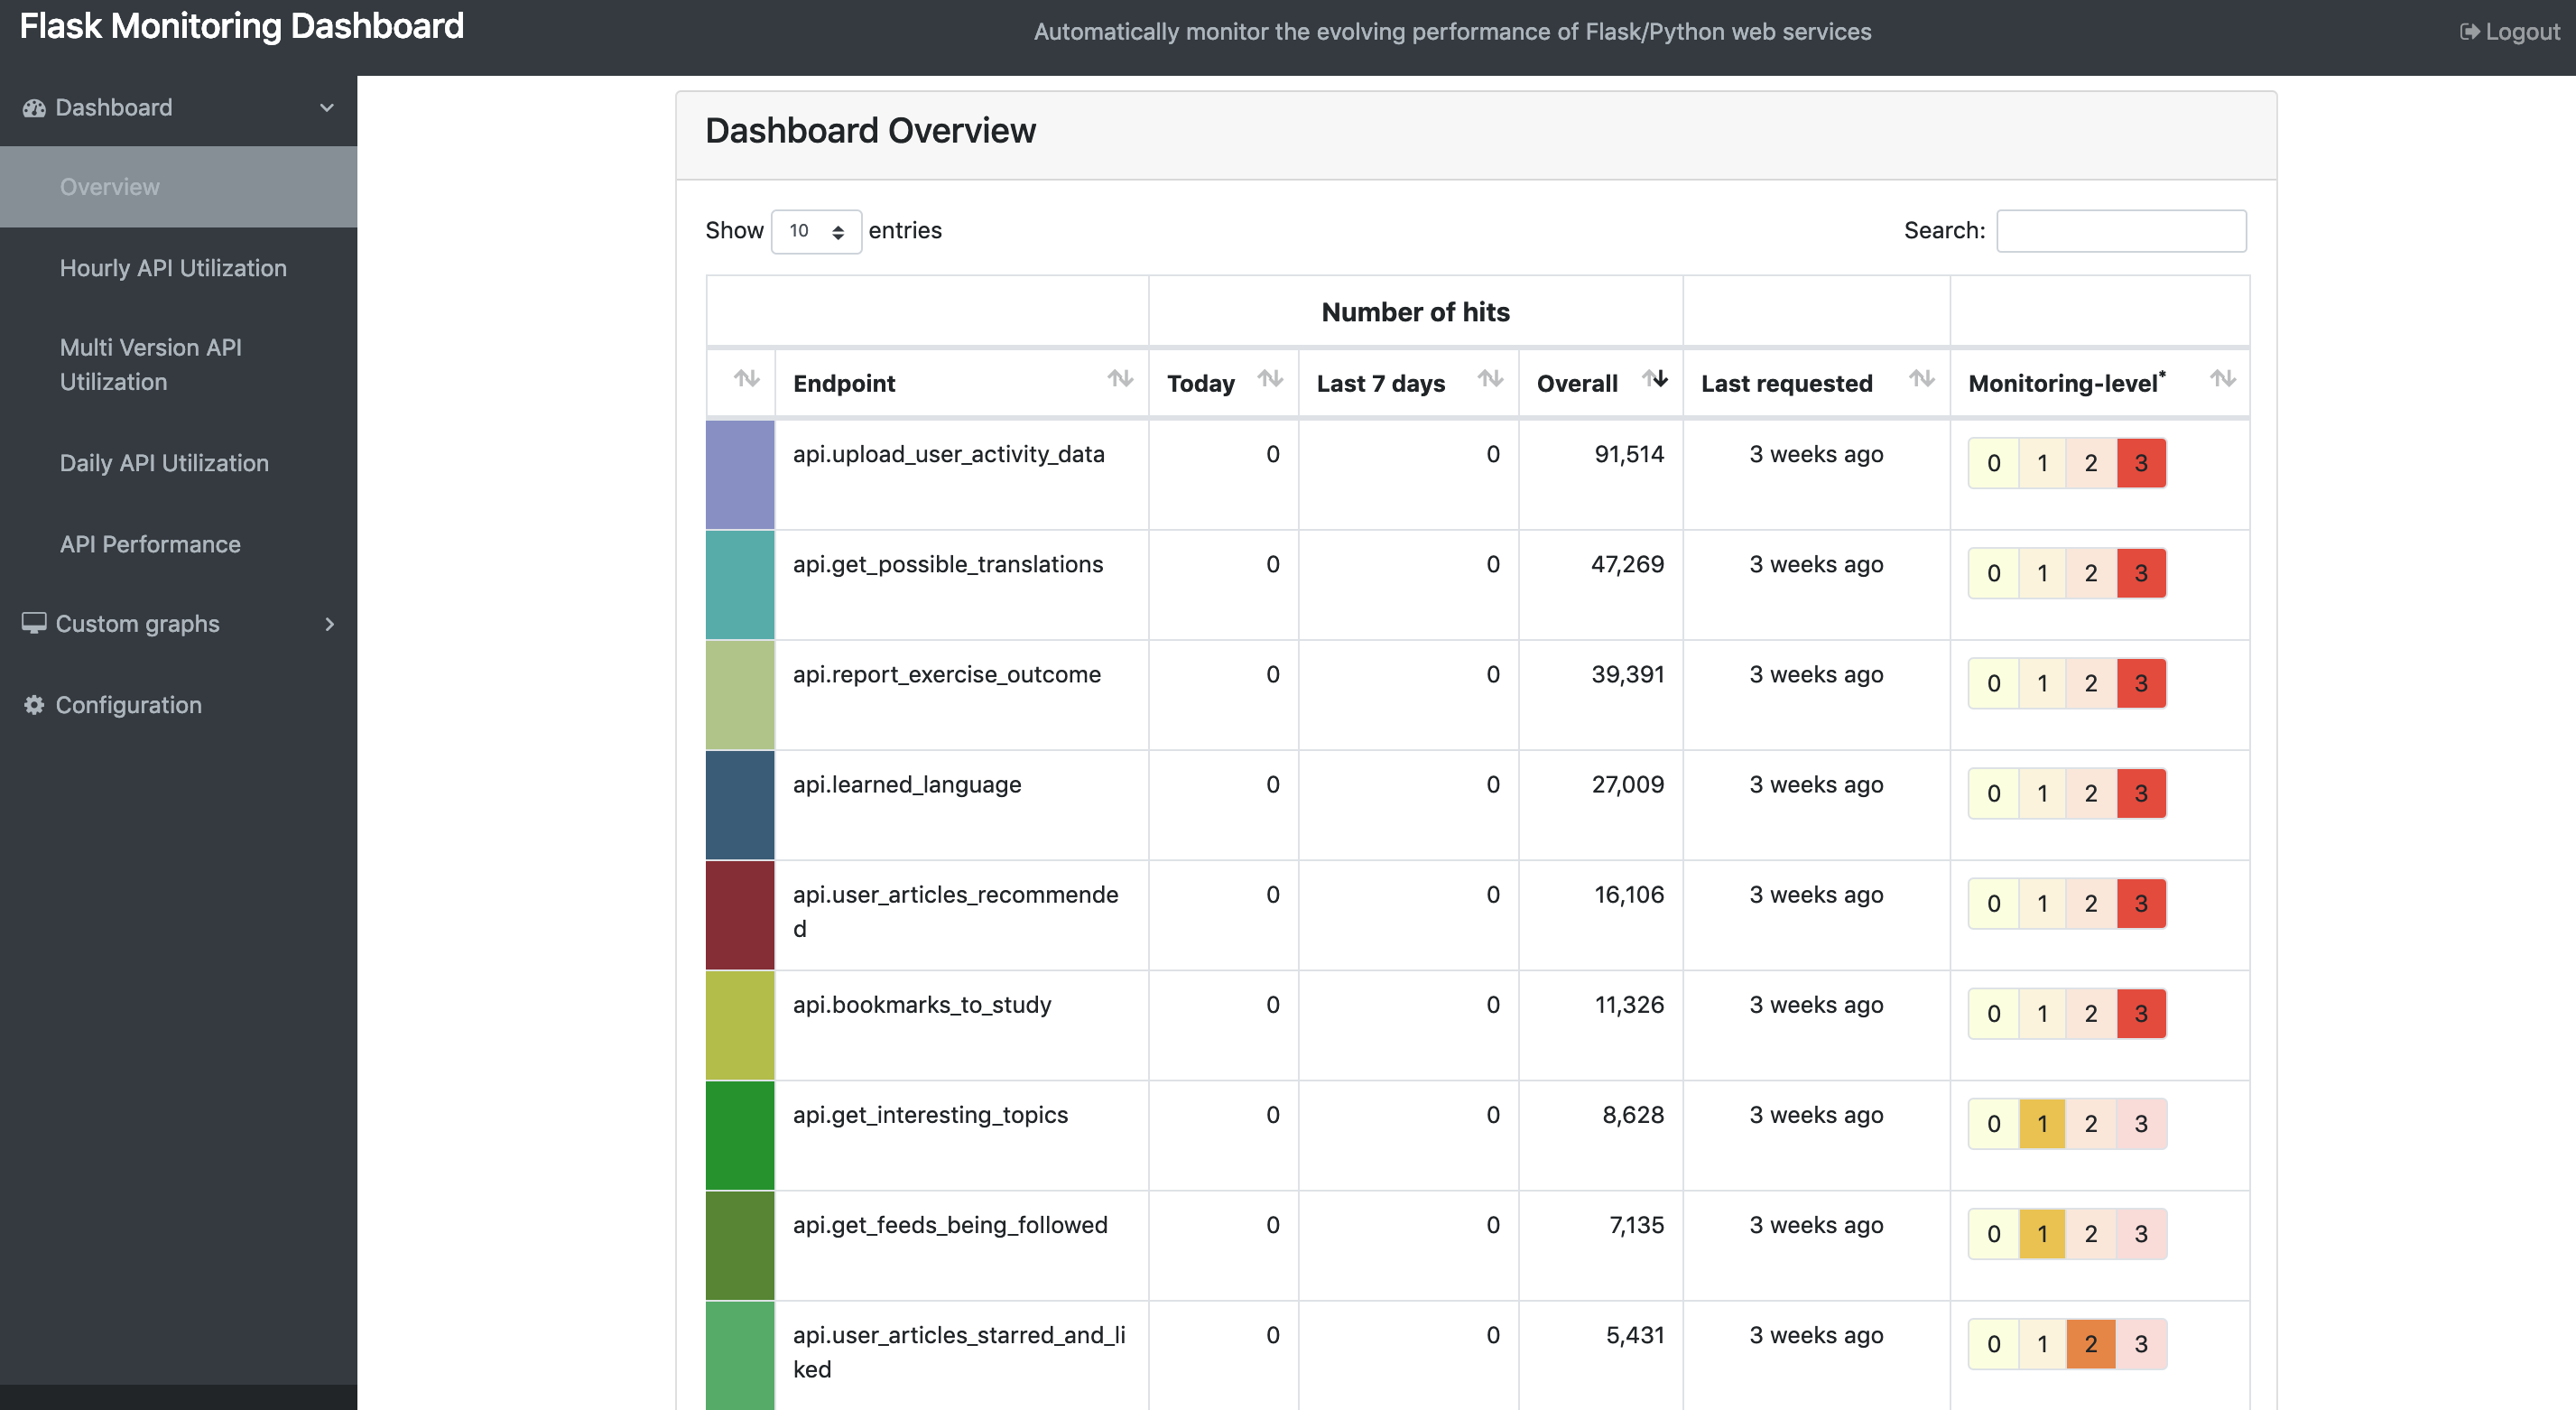 Flask Monitoring Dashboard
Automatically monitor the evolving performance of Flask/Python web services
Logout
Dashboard
Overview
Hourly API Utilization
Multi Version API
Utilization
Daily API Utilization
API Performance
Custom graphs
Configuration
Dashboard Overview
Show 10 entries
Search:
Number of hits
Endpoint Today Last 7 days Overall Last requested Monitoring-level*
api.upload_user_activity_data 0 0 91,514 3 weeks ago 0 1 2 3
api.get_possible_translations 0 0 47,269 3 weeks ago 0 1 2 3
api.report_exercise_outcome 0 0 39,391 3 weeks ago 0 1 2 3
api.learned_language 0 0 27,009 3 weeks ago 0 1 2 3
api.user_articles_recommende 0 0 16,106 3 weeks ago 0 1 2 3
d
api.bookmarks_to_study 0 0 11,326 3 weeks ago 0 1 2 3
api.get_interesting_topics 0 0 8,628 3 weeks ago 0 1 2 3
api.get_feeds_being_followed 0 0 7,135 3 weeks ago 0 1 2 3
api.user_articles_starred_and_li 0 0 5,431 3 weeks ago 0 1 2 3
ked